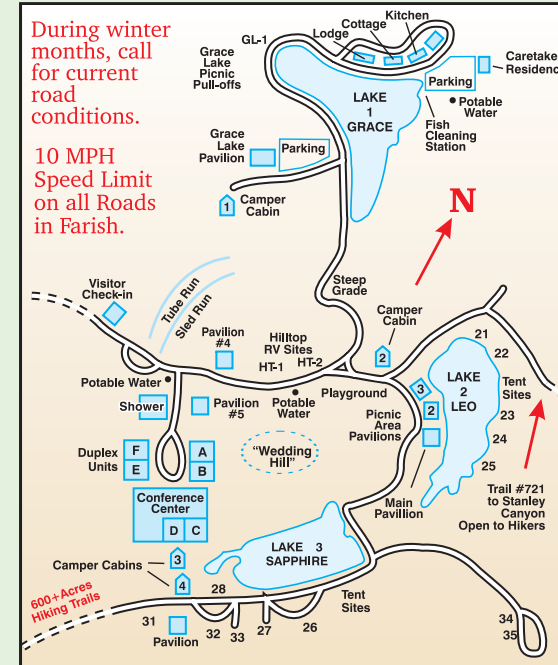 During winter
months, call
for current
road
conditions.
10 MPH
Speed Limit
on all Roads
in Farish.
GL-1
Grace
Lake
Picnic
Pull-offs
Lodge
Cottage
Kitchen
Caretake
Residenc
Parking
Potable
Water
Fish
Cleaning
Station
LAKE
1
GRACE
Grace
Lake
Pavilion
Parking
1
Camper
Cabin
N
Steep
Grade
Visitor
Check-in
Tube Run
Sled Run
Pavilion
#4
Hilltop
RV Sites
HT-1
HT-2
Camper
Cabin
2
21
22
LAKE
2
LEO
Tent
Sites
23
24
25
3
2
Playground
Picnic
Area
Pavilions
Main
Pavillion
Trail #721
to Stanley
Canyon
Open to Hikers
Potable Water
Shower
Pavilion
#5
Potable
Water
"Wedding
Hill"
Duplex
Units
F
E
A
B
Conference
Center
D
C
Camper Cabins
3
4
LAKE 3
SAPPHIRE
Tent
Sites
600+Acres
Hiking Trails
28
31
32
33
27
26
34
35
Pavilion